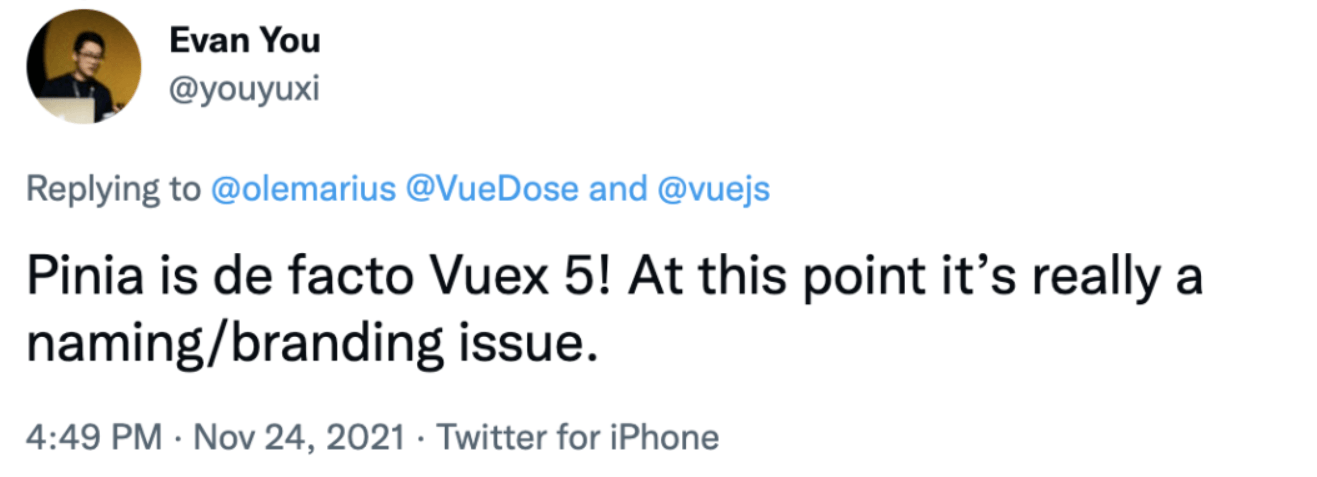 Evan You
@youyuxi
Replying to @olemarius @VueDose and @vuejs
Pinia is de facto Vuex 5! At this point it’s really a
naming/branding issue.
4:49 PM · Nov 24, 2021 · Twitter for iPhone